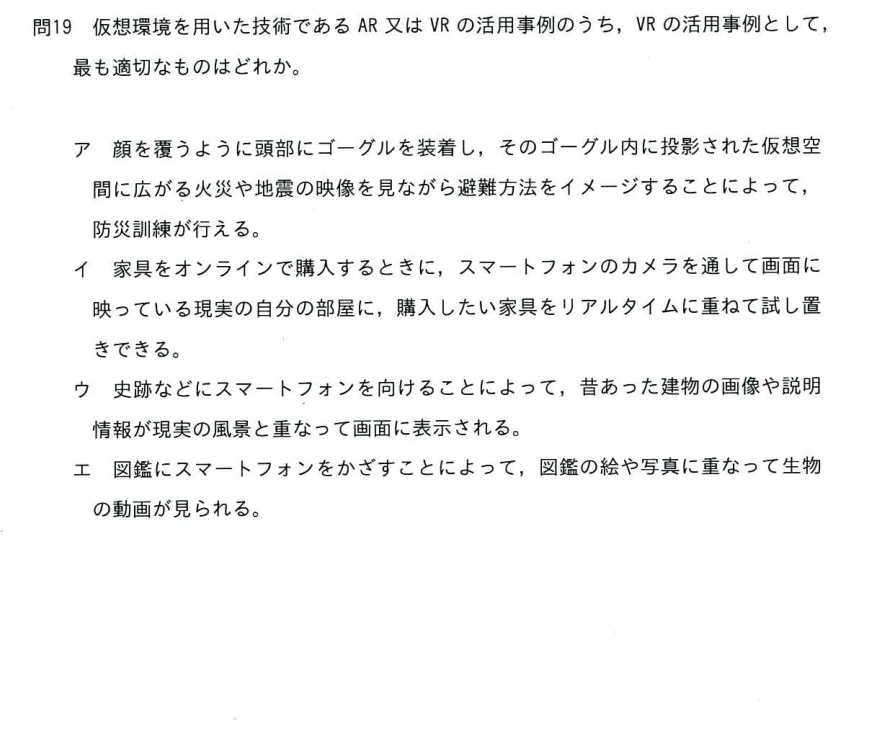 問19 仮想環境を用いた技術である AR 又は VR の活用事例のうち，VR の活用事例として，
最も適切なものはどれか。
ア 顔を覆うように頭部にゴーグルを装着し，そのゴーグル内に投影された仮想空
間に広がる火災や地震の映像を見ながら避難方法をイメージすることによって，
防災訓練が行える。
イ 家具をオンラインで購入するときに，スマートフォンのカメラを通して画面に
映っている現実の自分の部屋に，購入したい家具をリアルタイムに重ねて試し置
きできる。
ウ 史跡などにスマートフォンを向けることによって，昔あった建物の画像や説明
情報が現実の風景と重なって画面に表示される。
エ 図鑑にスマートフォンをかざすことによって，図鑑の絵や写真に重なって生物
の動画が見られる。